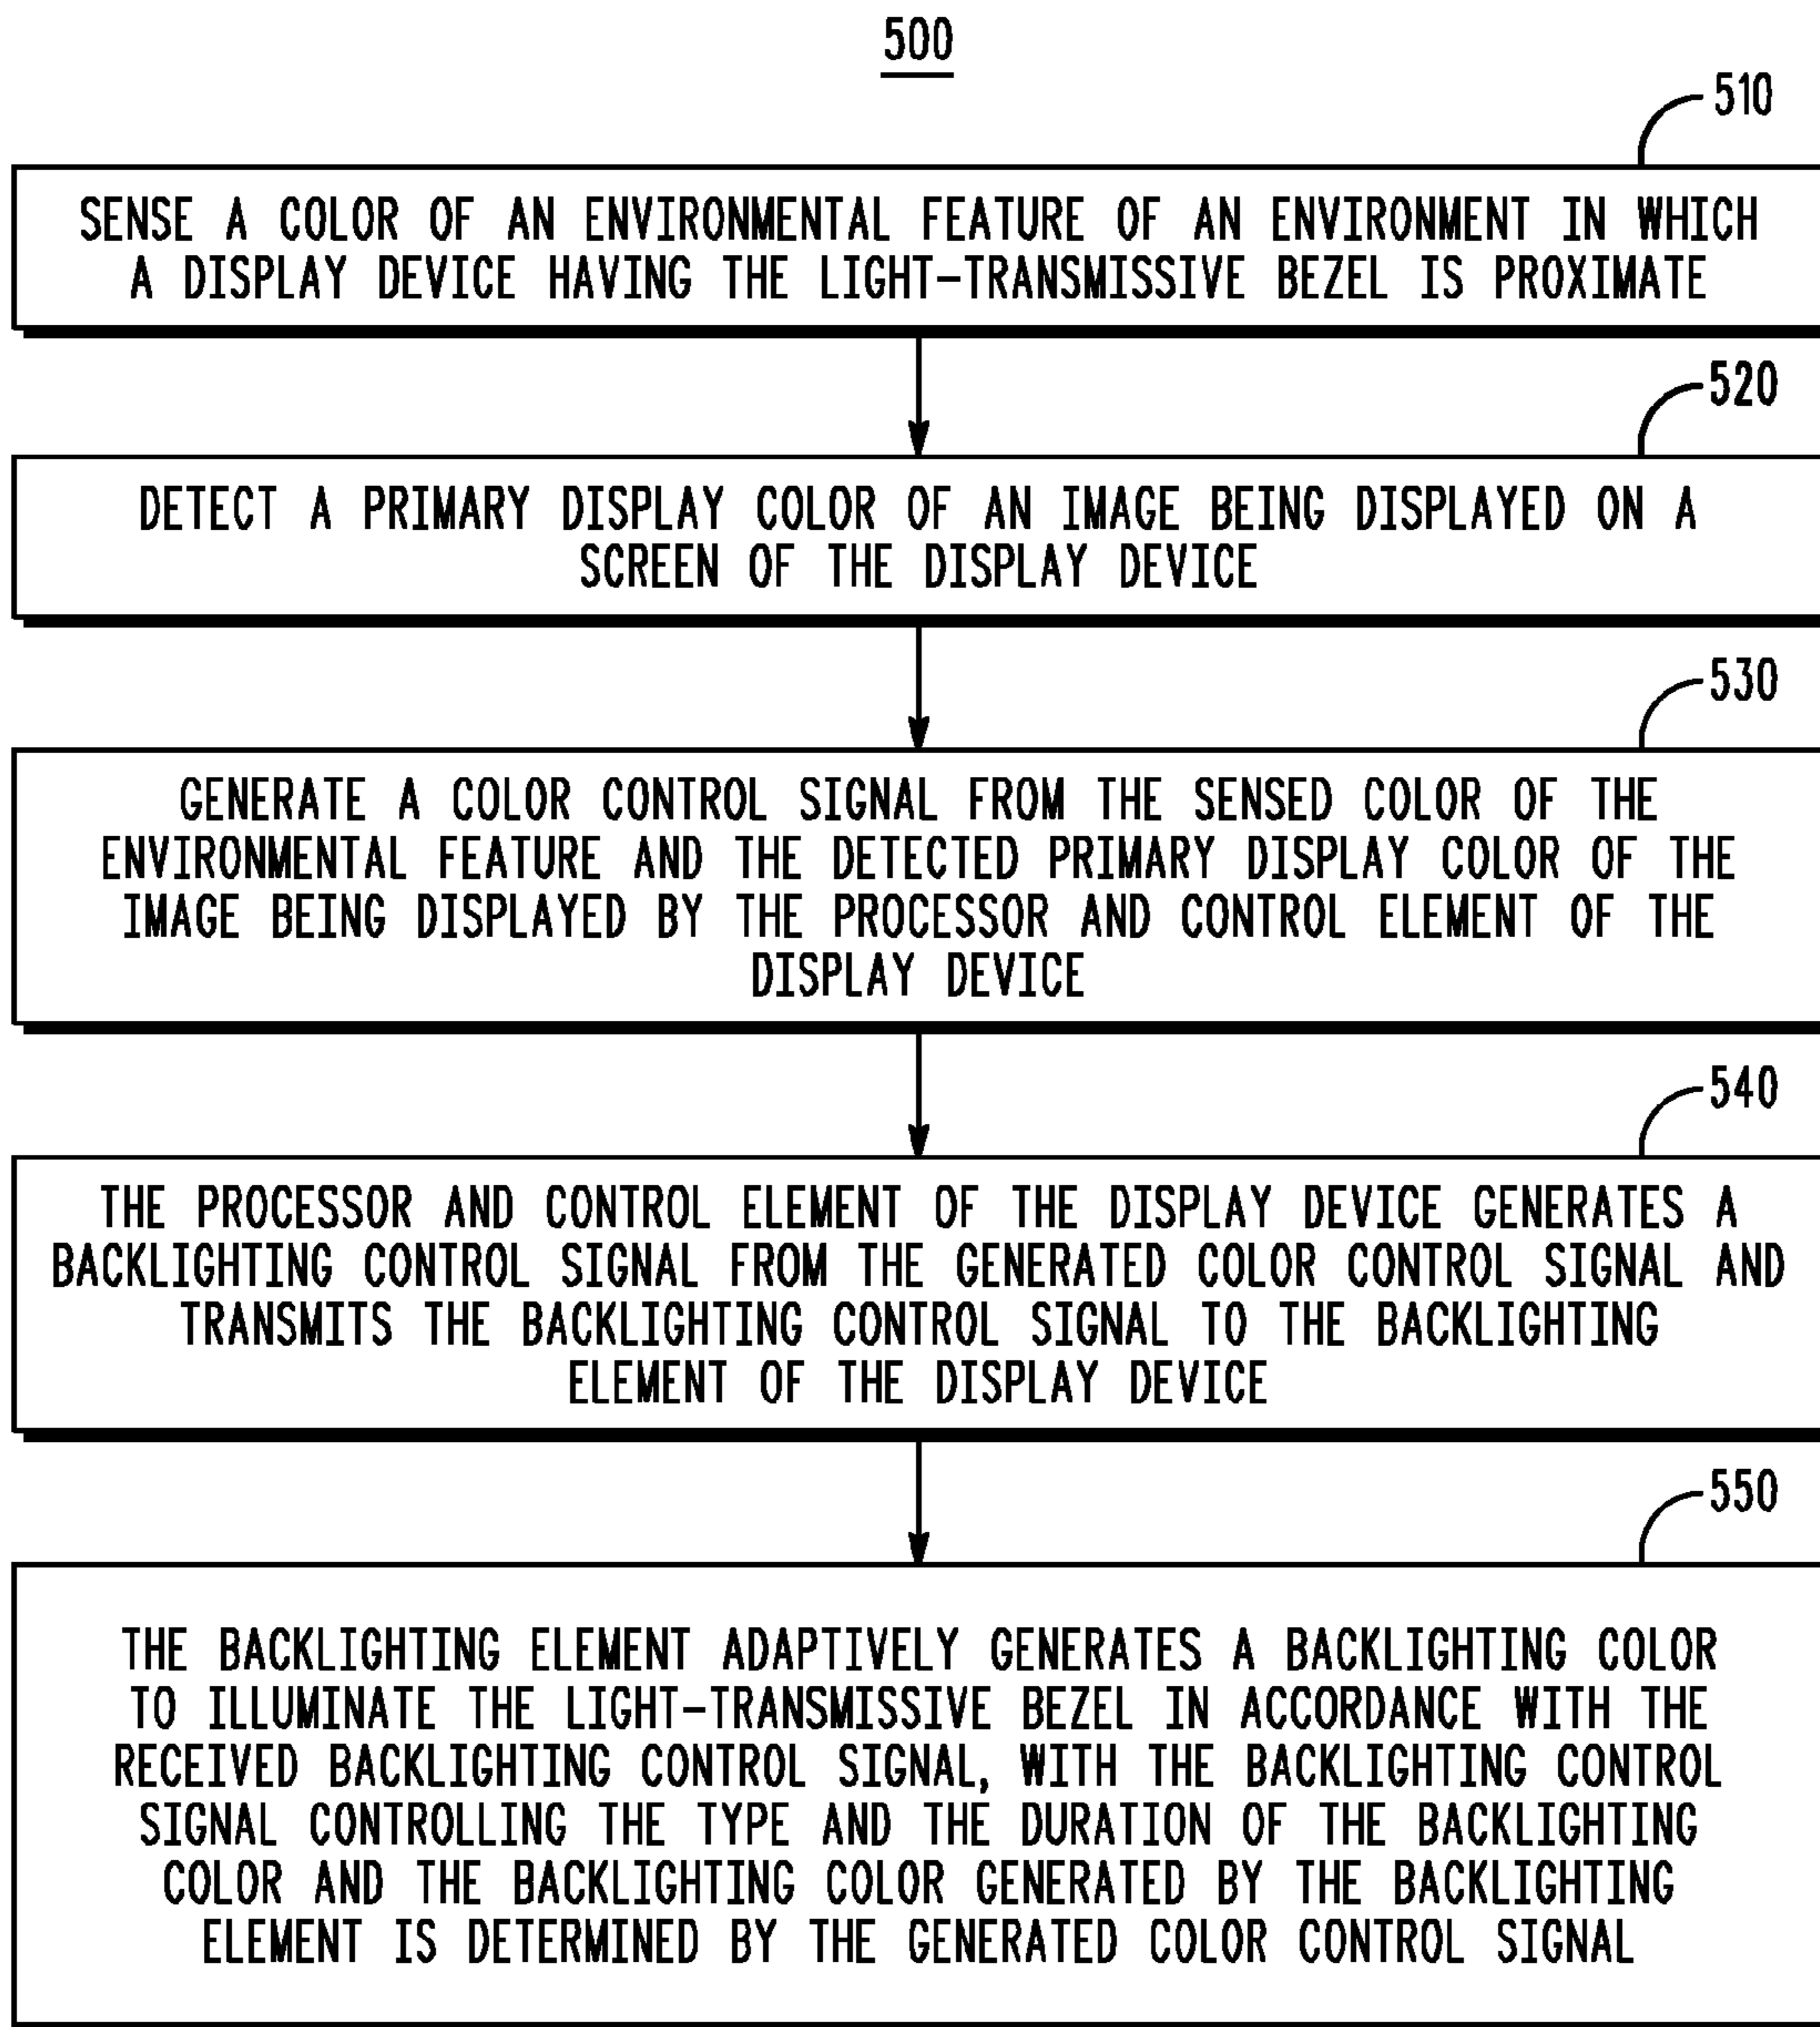 500
510
SENSE A COLOR OF AN ENVIRONMENTAL FEATURE OF AN ENVIRONMENT IN WHICH
A DISPLAY DEVICE HAVING THE LIGHT-TRANSMISSIVE BEZEL IS PROXIMATE
520
DETECT A PRIMARY DISPLAY COLOR OF AN IMAGE BEING DISPLAYED ON A
SCREEN OF THE DISPLAY DEVICE
530
GENERATE A COLOR CONTROL SIGNAL FROM THE SENSED COLOR OF THE
ENVIRONMENTAL FEATURE AND THE DETECTED PRIMARY DISPLAY COLOR OF THE
IMAGE BEING DISPLAYED BY THE PROCESSOR AND CONTROL ELEMENT OF THE
DISPLAY DEVICE
540
THE PROCESSOR AND CONTROL ELEMENT OF THE DISPLAY DEVICE GENERATES A
BACKLIGHTING CONTROL SIGNAL FROM THE GENERATED COLOR CONTROL SIGNAL AND
TRANSMITS THE BACKLIGHTING CONTROL SIGNAL TO THE BACKLIGHTING
ELEMENT OF THE DISPLAY DEVICE
550
THE BACKLIGHTING ELEMENT ADAPTIVELY GENERATES A BACKLIGHTING COLOR
TO ILLUMINATE THE LIGHT-TRANSMISSIVE BEZEL IN ACCORDANCE WITH THE
RECEIVED BACKLIGHTING CONTROL SIGNAL, WITH THE BACKLIGHTING CONTROL
SIGNAL CONTROLLING THE TYPE AND THE DURATION OF THE BACKLIGHTING
COLOR AND THE BACKLIGHTING COLOR GENERATED BY THE BACKLIGHTING
ELEMENT IS DETERMINED BY THE GENERATED COLOR CONTROL SIGNAL